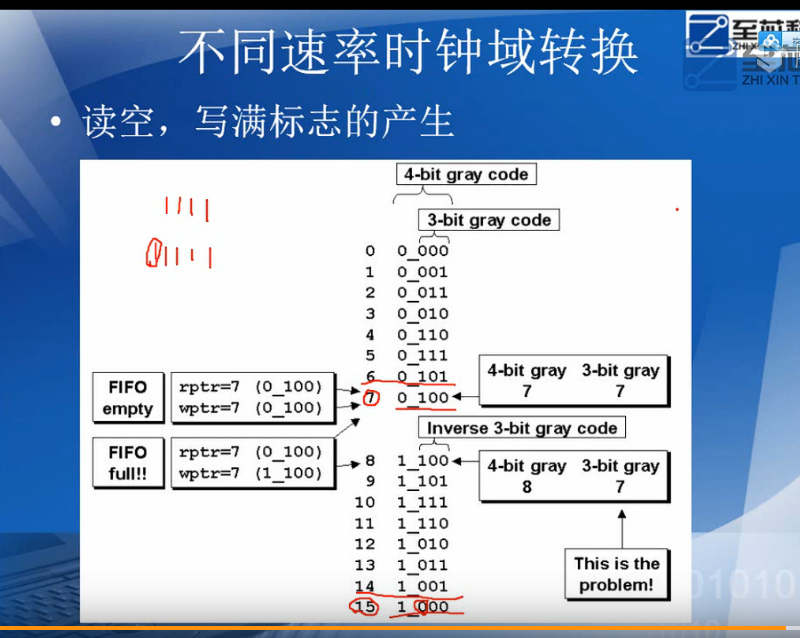 不同速率时钟域转换
至芯科
ZHI XIN T
• 读空，写满标志的产生
4-bit gray code
3-bit gray code
0 0_000
1 0_001
2 0_011
3 0_010
4 0_110
5 0_111
6 0_101
7 0_100
FIFO
empty
rptr=7 (0_100)
wptr=7 (0_100)
4-bit gray 3-bit gray
7 7
Inverse 3-bit gray code
FIFO
full!!
rptr=7 (0_100)
wptr=7 (1_100)
8 1_100
9 1_101
10 1_111
11 1_110
12 1_010
13 1_011
14 1_001
15 1_000
4-bit gray 3-bit gray
8 7
This is the
problem!
01010